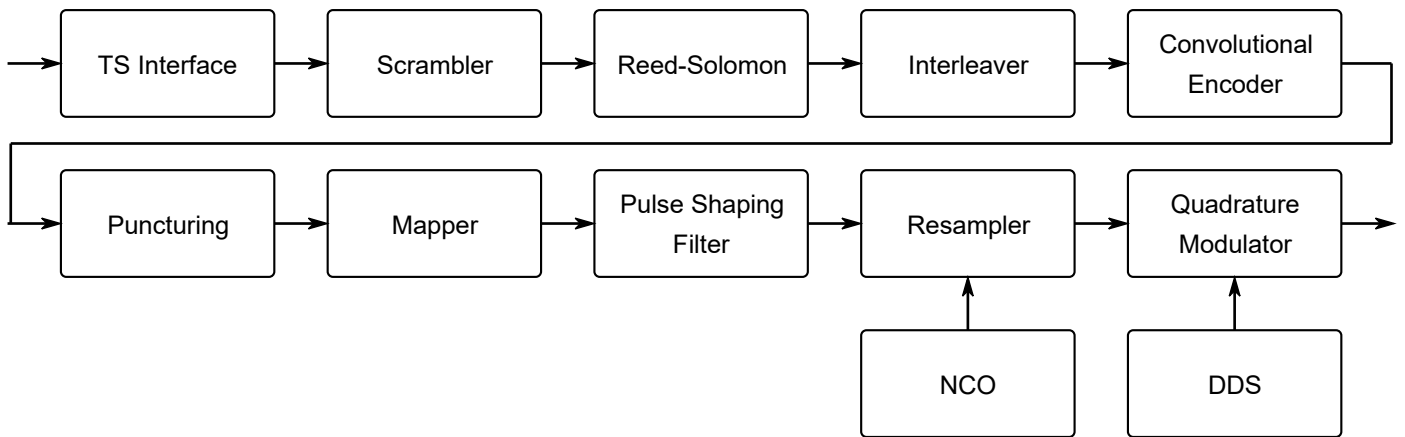 TS Interface
Scrambler
Reed-Solomon
Interleaver
Convolutional
Encoder
Puncturing
Mapper
Pulse Shaping
Filter
Resampler
Quadrature
Modulator
NCO
DDS